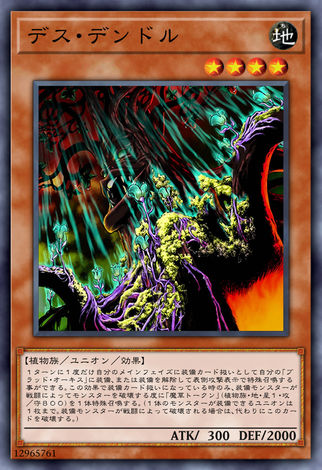 デス・デンドル
地
【植物族／ユニオン／効果】
１ターンに１度だけ自分のメインフェイズに装備カード扱いとして自分の「ブ
ラッド・オーキス」に装備、または装備を解除して表側攻撃表示で特殊召喚する
事ができる。この効果で装備カード扱いになっている時のみ、装備モンスター
が戦闘によってモンスターを破壊する度に「魔草トークン」（植物族・地・星１・攻
／守８００）を１体特殊召喚する。（１体のモンスターが装備できるユニオンは
１枚まで。装備モンスターが戦闘によって破壊される場合は、代わりにこのカー
ドを破壊する。）
ATK/ 300 DEF/2000
12965761